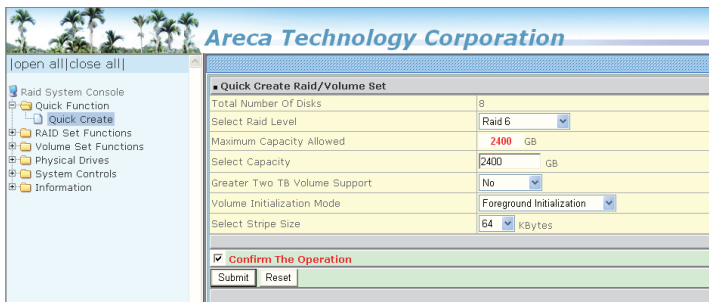 Areca Technology Corporation
|open all|close all|
Raid System Console
Quick Function
Quick Create
RAID Set Functions
Volume Set Functions
Physical Drives
System Controls
Information
Quick Create Raid/Volume Set
Total Number Of Disks 8
Select Raid Level Raid 6
Maximum Capacity Allowed 2400 GB
Select Capacity 2400 GB
Greater Two TB Volume Support No
Volume Initialization Mode Foreground Initialization
Select Stripe Size 64 KBytes
Confirm The Operation
Submit Reset